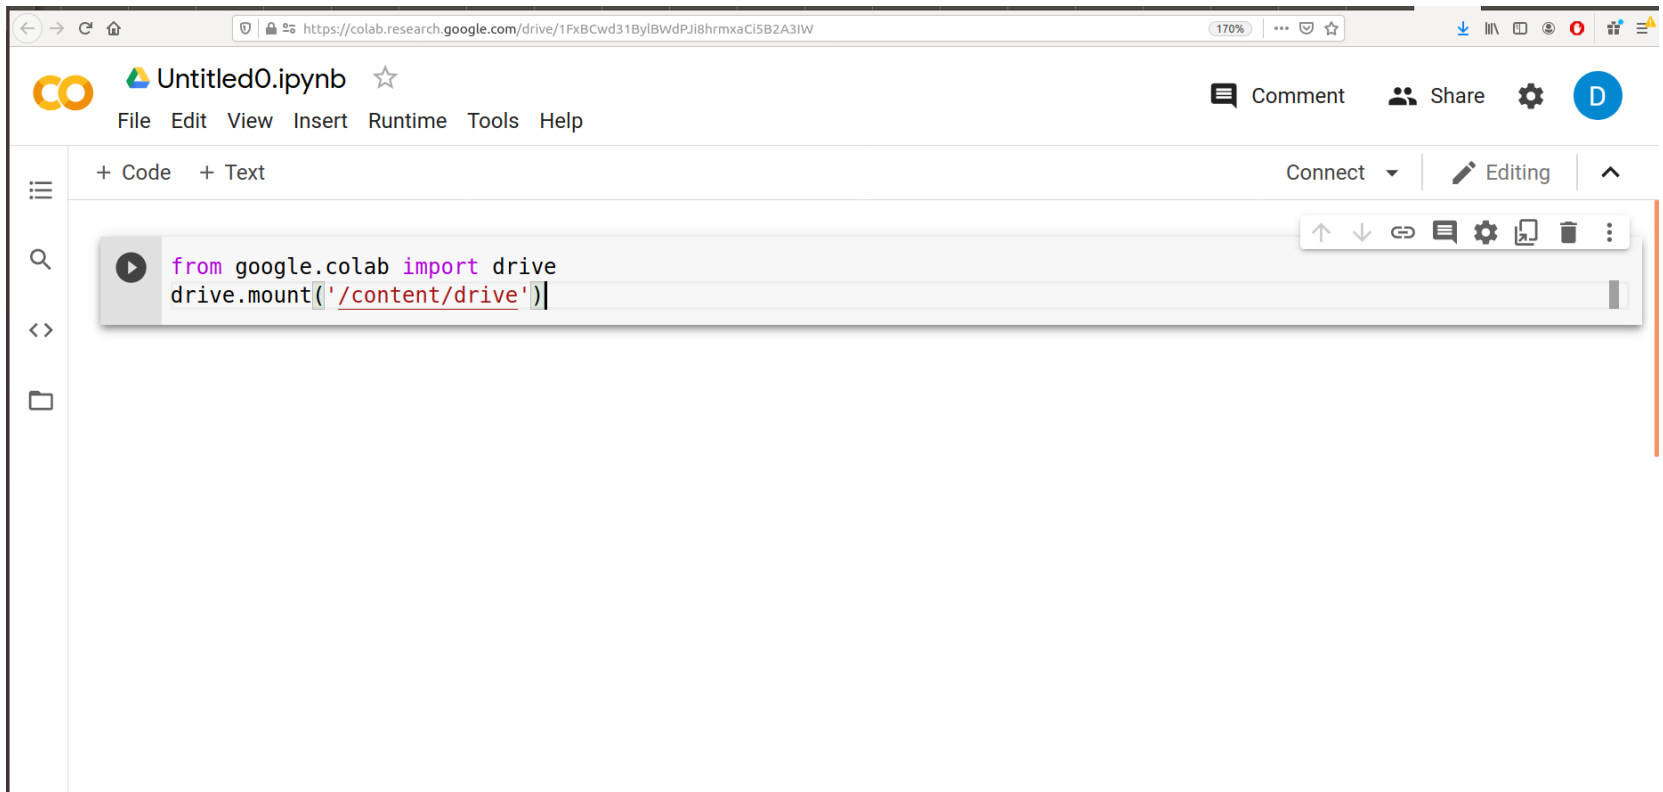 https://colab.research.google.com/drive/1FxBCwd31BylBWdPJi8hrmxaCi5B2A3IW 170%
Untitled0.ipynb
Comment Share D
File Edit View Insert Runtime Tools Help
+ Code + Text Connect Editing
from google.colab import drive
drive.mount('/content/drive')